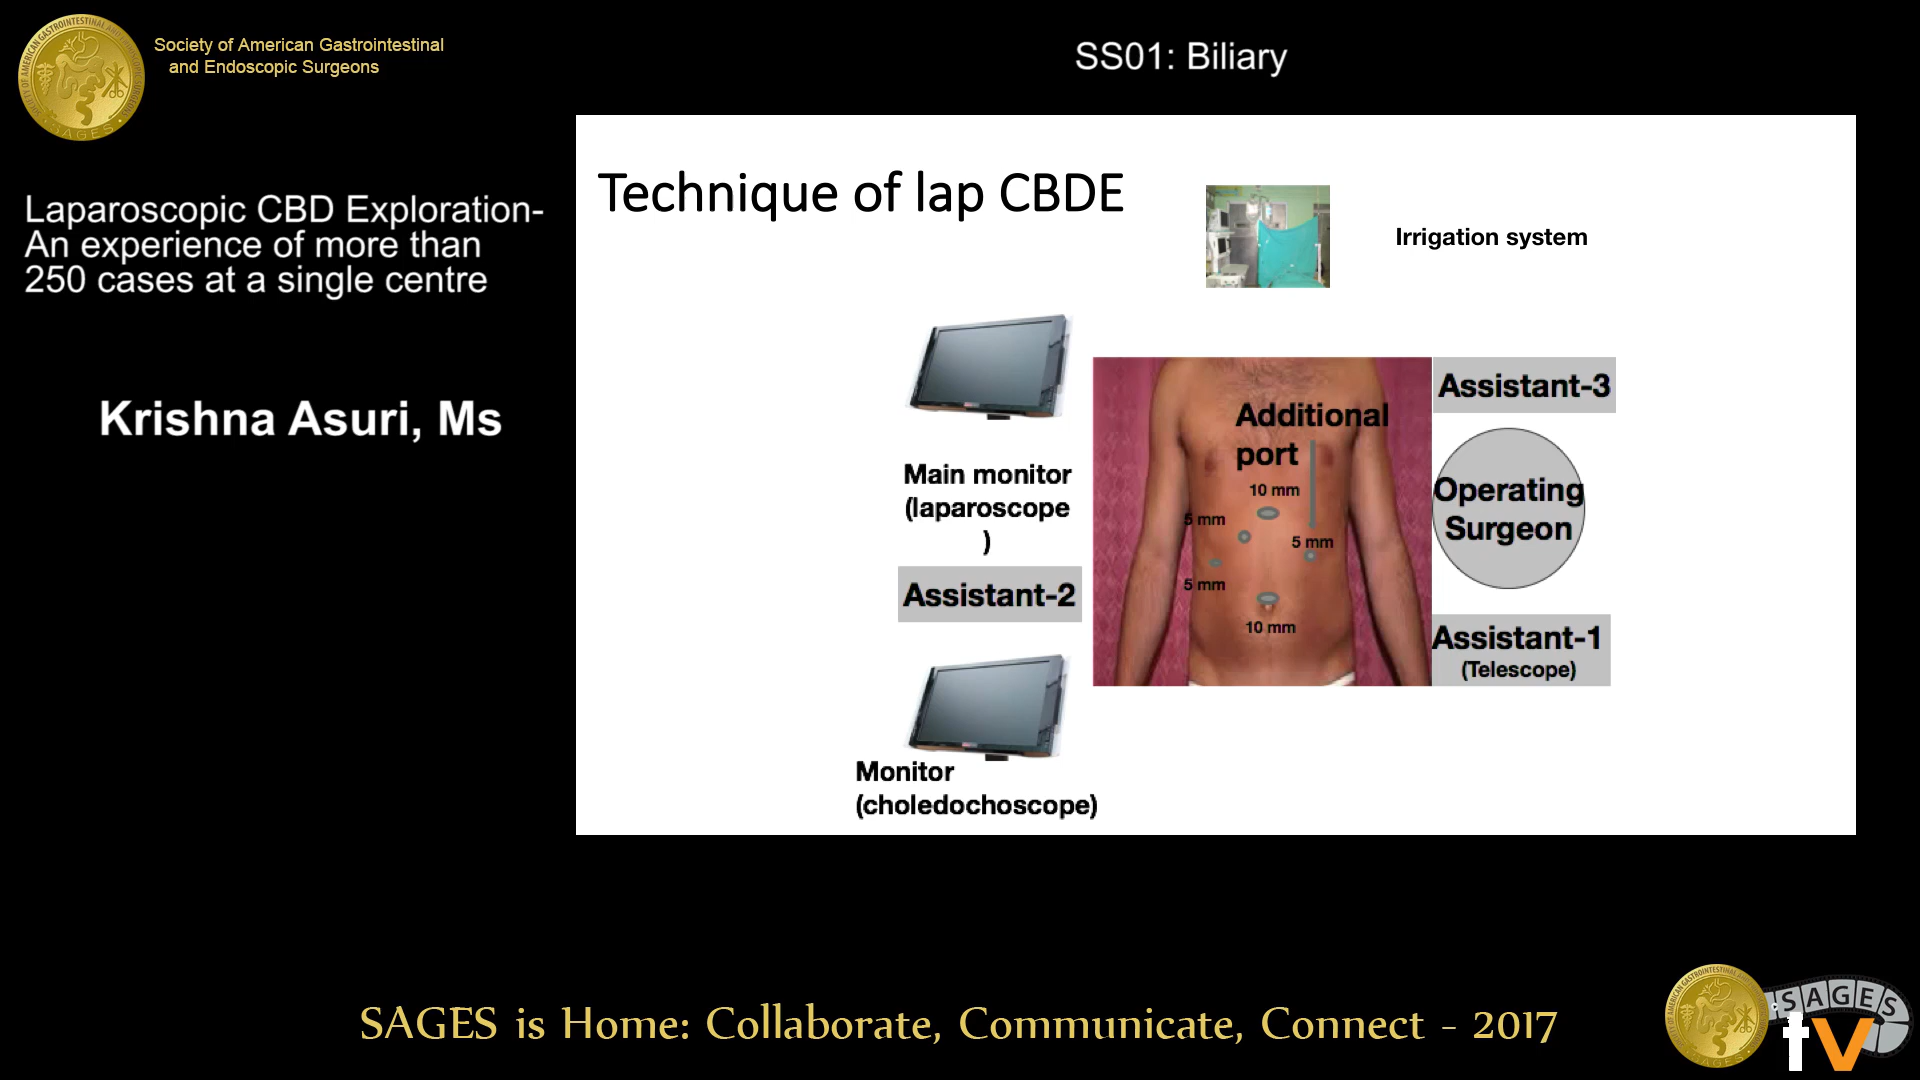 Society of American Gastrointestinal
and Endoscopic Surgeons
SS01: Biliary
Laparoscopic CBD Exploration-
An experience of more than
250 cases at a single centre
Krishna Asuri, Ms
Technique of lap CBDE
Irrigation system
Main monitor
(laparoscope
)
Assistant-2
Monitor
(choledochoscope)
Additional
port
10 mm
5 mm
5 mm
5 mm
10 mm
Assistant-3
Operating
Surgeon
Assistant-1
(Telescope)
SAGES is Home: Collaborate, Communicate, Connect - 2017
SAGES
tV